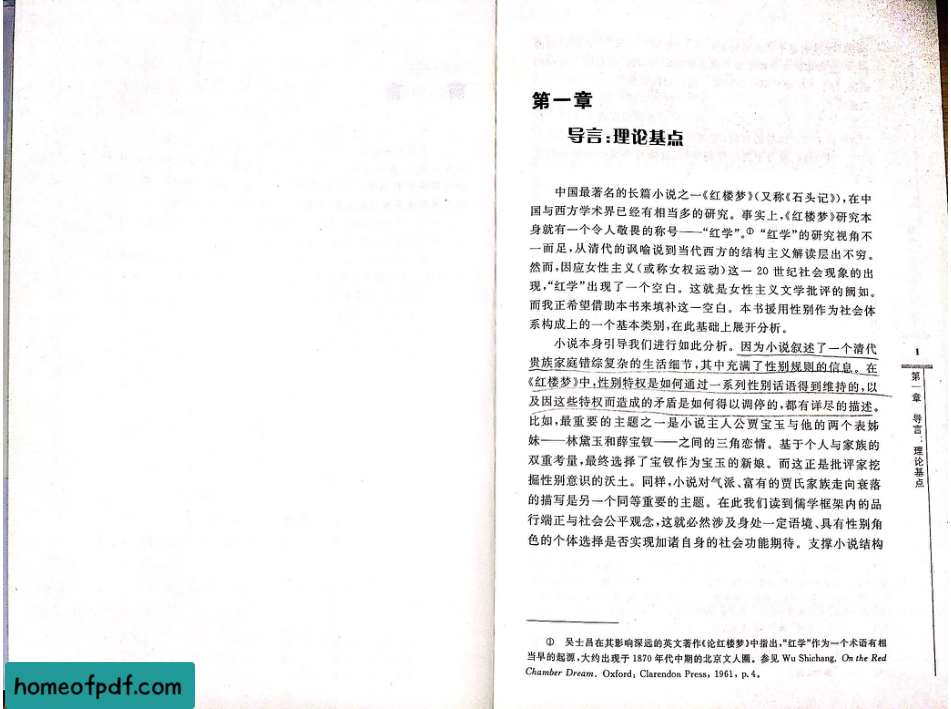 第一章
导言:理论基点
中国最著名的长篇小说之一《红楼梦》(又称《石头记》),在中
国与西方学术界已经有相当多的研究。事实上,《红楼梦》研究本
身就有一个令人敬畏的称号——“红学”。① “红学”的研究视角不
一而足,从清代的讽喻说到当代西方的结构主义解读层出不穷。
然而,因应女性主义(或称女权运动)这一 20 世纪社会现象的出
现,“红学”出现了一个空白。这就是女性主义文学批评的阙如。
而我正希望借助本书来填补这一空白。本书援用性别作为社会体
系构成上的一个基本类别,在此基础上展开分析。
小说本身引导我们进行如此分析。因为小说叙述了一个清代
贵族家庭错综复杂的生活细节,其中充满了性别规则的信息。在
《红楼梦》中,性别特权是如何通过一系列性别话语得到维持的,以
及因这些特权而造成的矛盾是如何得以调停的,都有详尽的描述。
比如,最重要的主题之一是小说主人公贾宝玉与他的两个表姊
妹——林黛玉和薛宝钗——之间的三角恋情。基于个人与家族的
双重考量,最终选择了宝钗作为宝玉的新娘。而这正是批评家挖
掘性别意识的沃土。同样,小说对气派、富有的贾氏家族走向衰落
的描写是另一个同等重要的主题。在此我们读到儒学框架内的品
行端正与社会公平观念,这就必然涉及身处一定语境、具有性别角
色的个体选择是否实现加诸自身的社会功能期待。支撑小说结构
① 吴士昌在其影响深远的英文著作《论红楼梦》中指出,“红学”作为一个术语有相
当早的起源,大约出现于 1870 年代中期的北京文人圈。参见 Wu Shichang. On the Red
Chamber Dream. Oxford: Clarendon Press, 1961, p. 4。
1
第一章 导言:理论基点
homeofpdf.com